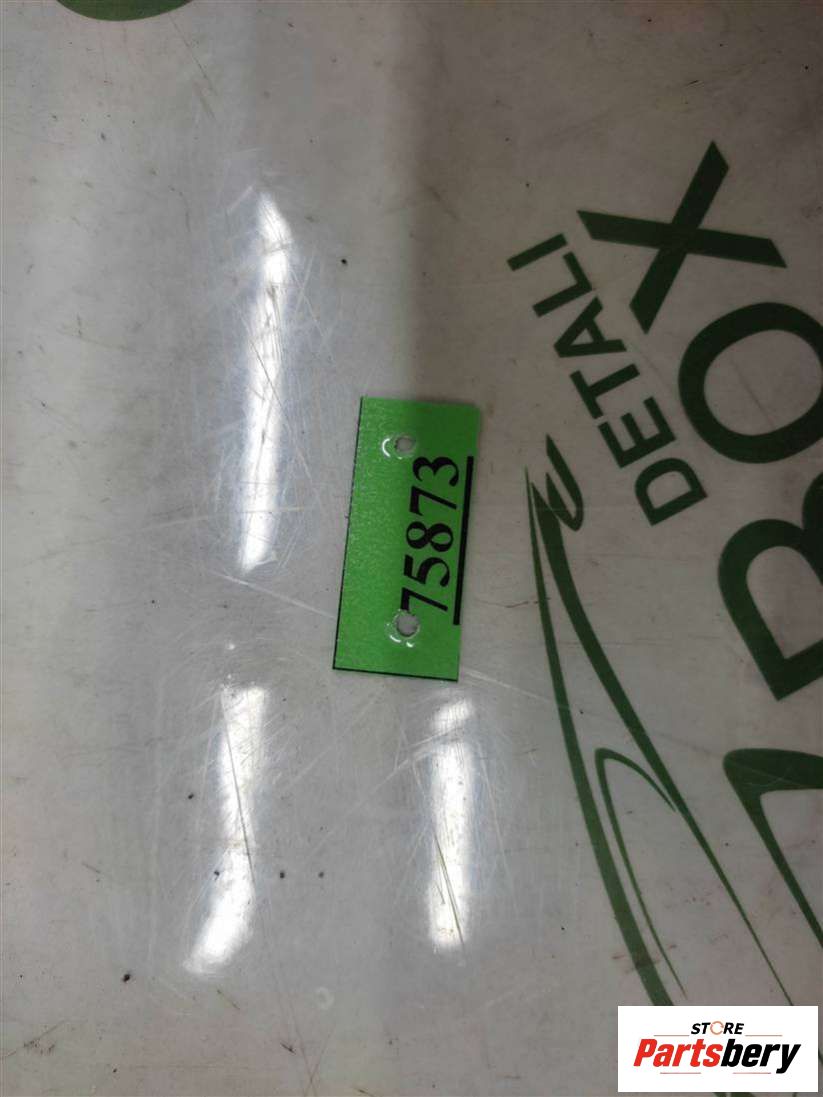 75873
BOX
DETALI
STORE
Partsbery